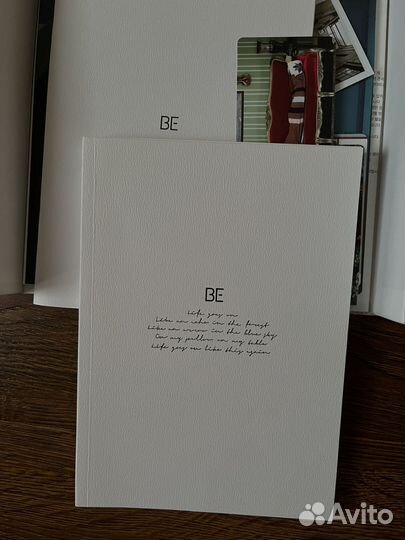 BE
BE
Life goes on
Like an echo in the forest
Like an arrow in the blue sky
On my pillow on my table
Life goes on like this again
Avito